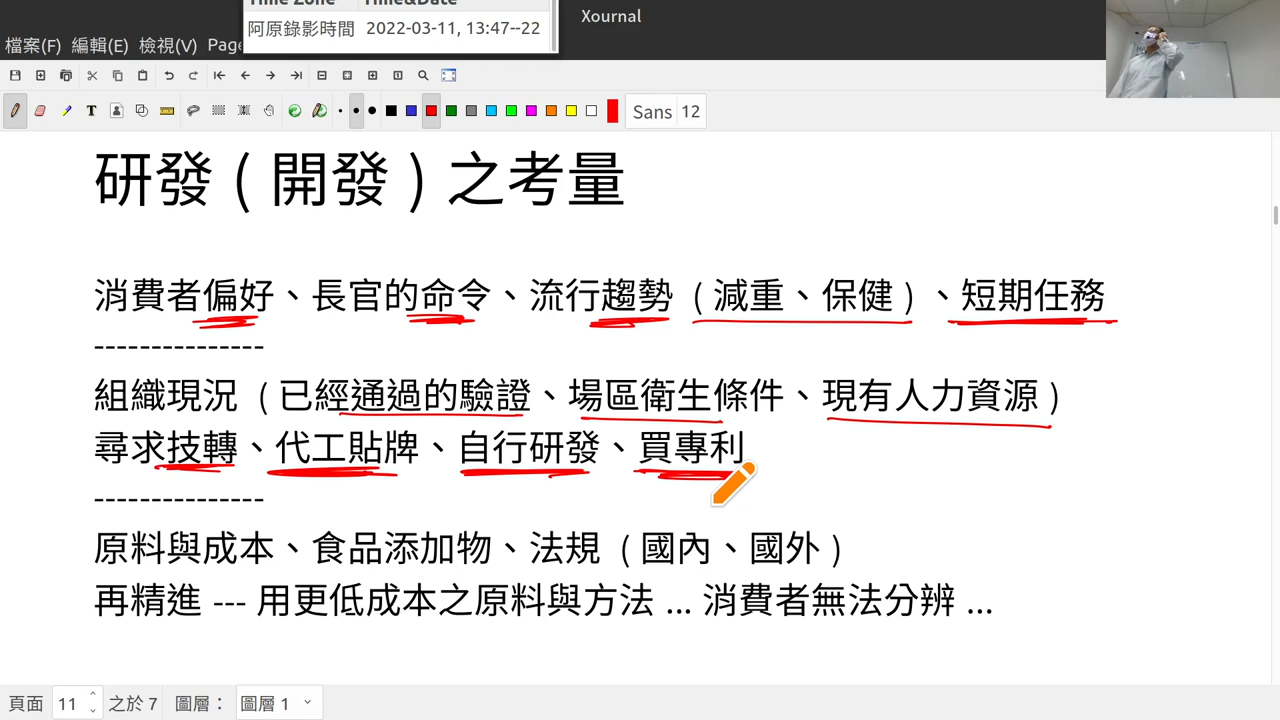 Time Zone Time&Date
Xournal
阿原錄影時間 2022-03-11, 13:47--22
檔案(F) 編輯(E) 檢視(V) Page
Sans 12
研發 ( 開發 ) 之考量
消費者偏好、長官的命令、流行趨勢 ( 減重、保健 ) 、短期任務
--------------
組織現況 ( 已經通過的驗證、場區衛生條件、現有人力資源 )
尋求技轉、代工貼牌、自行研發、買專利
--------------
原料與成本、食品添加物、法規 ( 國內、國外 )
再精進 --- 用更低成本之原料與方法 ... 消費者無法分辨 ...
頁面 11 之於 7 圖層： 圖層 1